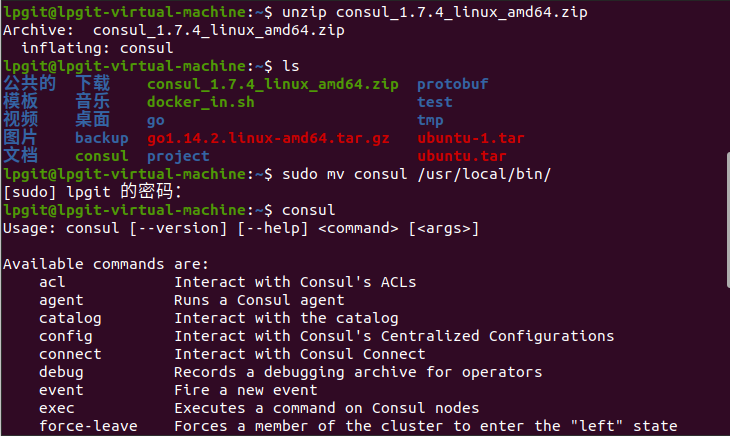 lpgit@lpgit-virtual-machine:~$ unzip consul_1.7.4_linux_amd64.zip
Archive:  consul_1.7.4_linux_amd64.zip
  inflating: consul
lpgit@lpgit-virtual-machine:~$ ls
公共的  下载    consul_1.7.4_linux_amd64.zip  protobuf
模板    音乐    docker_in.sh                  test
视频    桌面    go                            tmp
图片    backup  go1.14.2.linux-amd64.tar.gz   ubuntu-1.tar
文档    consul  project                       ubuntu.tar
lpgit@lpgit-virtual-machine:~$ sudo mv consul /usr/local/bin/
[sudo] lpgit 的密码：
lpgit@lpgit-virtual-machine:~$ consul
Usage: consul [--version] [--help] <command> [<args>]

Available commands are:
    acl            Interact with Consul's ACLs
    agent          Runs a Consul agent
    catalog        Interact with the catalog
    config         Interact with Consul's Centralized Configurations
    connect        Interact with Consul Connect
    debug          Records a debugging archive for operators
    event          Fire a new event
    exec           Executes a command on Consul nodes
    force-leave    Forces a member of the cluster to enter the "left" state